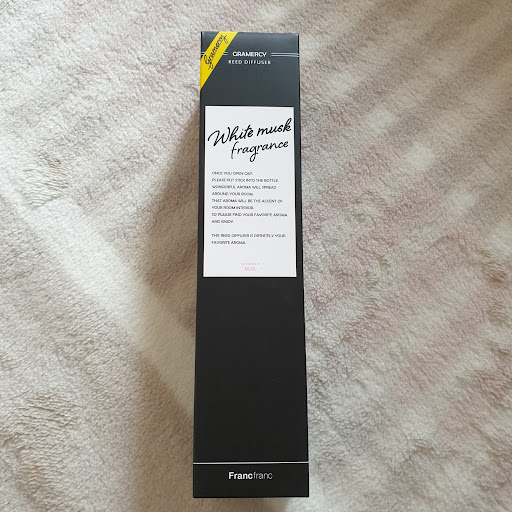 Gramercy
GRAMERCY
REED DIFFUSER
White musk
fragrance
ONCE YOU OPEN CAP,
PLEASE PUT STICK INTO THE BOTTLE.
WONDERFUL AROMA WILL SPREAD
AROUND YOUR ROOM.
THAT AROMA WILL BE THE ACCENT OF
YOUR ROOM INTERIOR.
SO PLEASE FIND YOUR FAVORITE AROMA
AND ENJOY.
THIS REED DIFFUSER IS DIFINITELY YOUR
FAVORITE AROMA.
Francfranc